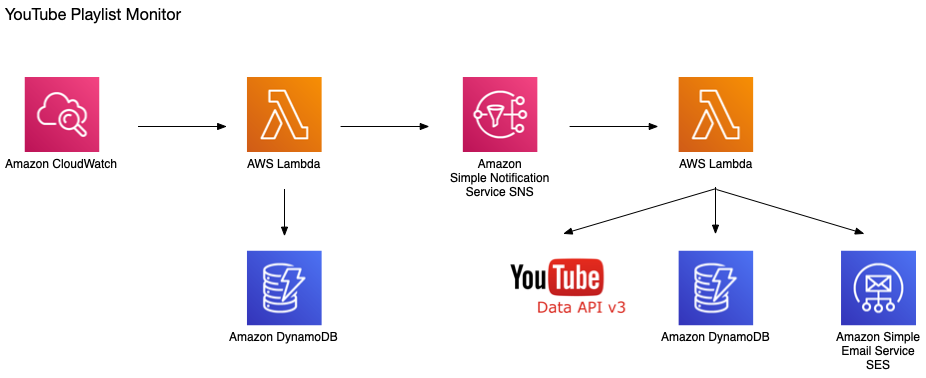 YouTube Playlist Monitor
Amazon CloudWatch
AWS Lambda
Amazon
Simple Notification
Service SNS
AWS Lambda
Amazon DynamoDB
YouTube
Data API v3
Amazon DynamoDB
Amazon Simple
Email Service
SES